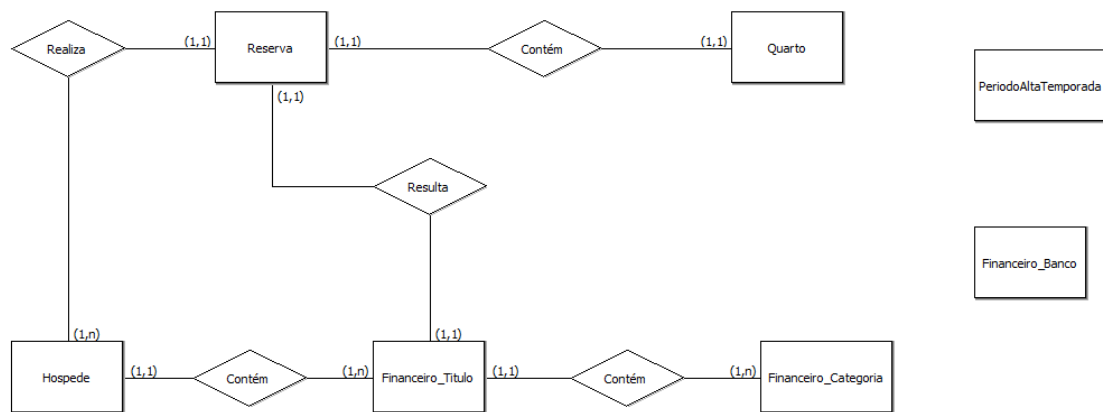 Realiza
(1,1)
Reserva
(1,1)
Contém
(1,1)
Quarto
PeriodoAltaTemporada
(1,1)
Resulta
Financeiro_Banco
(1,n)
(1,1)
Hospede
(1,1)
Contém
(1,n)
Financeiro_Titulo
(1,1)
Contém
(1,n)
Financeiro_Categoria